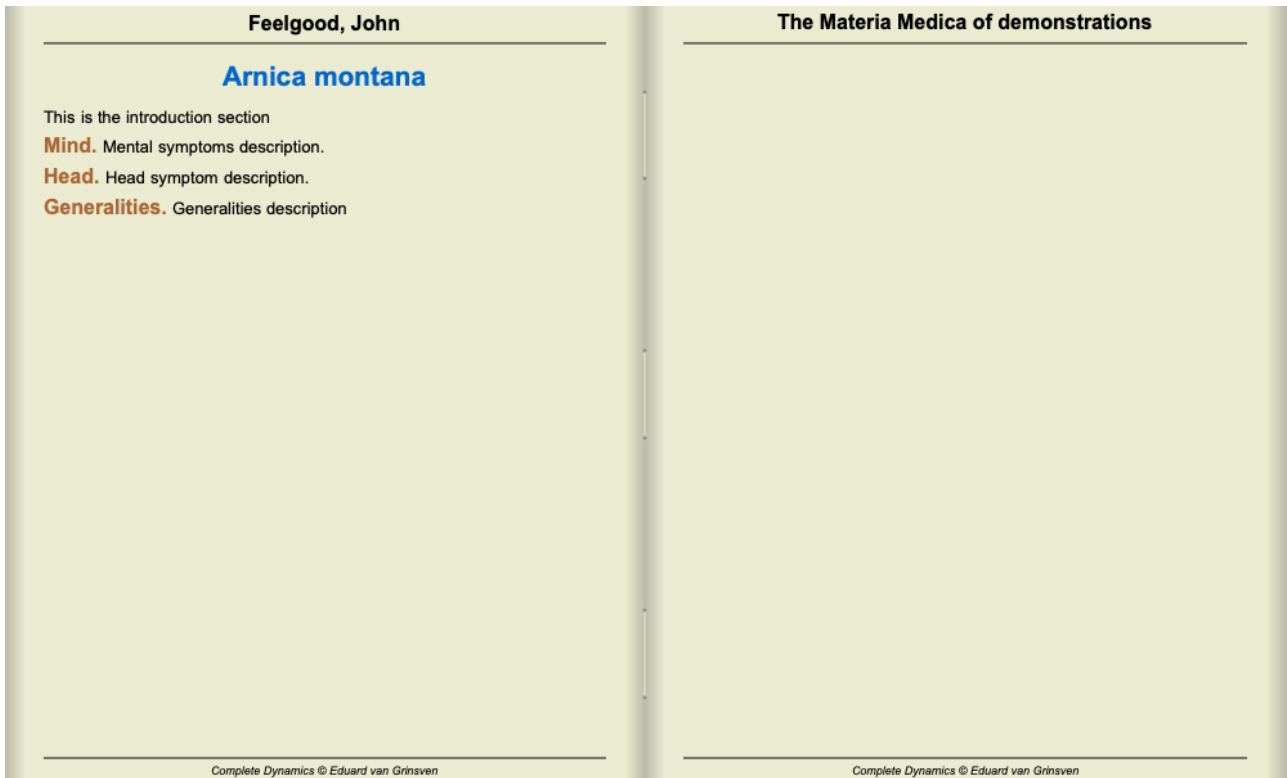 Feelgood, John
Arnica montana
This is the introduction section
Mind. Mental symptoms description.
Head. Head symptom description.
Generalities. Generalities description
Complete Dynamics © Eduard van Grinsven
The Materia Medica of demonstrations
Complete Dynamics © Eduard van Grinsven